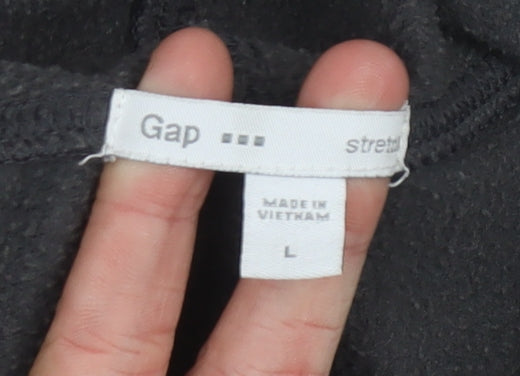 Gap stretch
MADE IN
VIETNAM
L